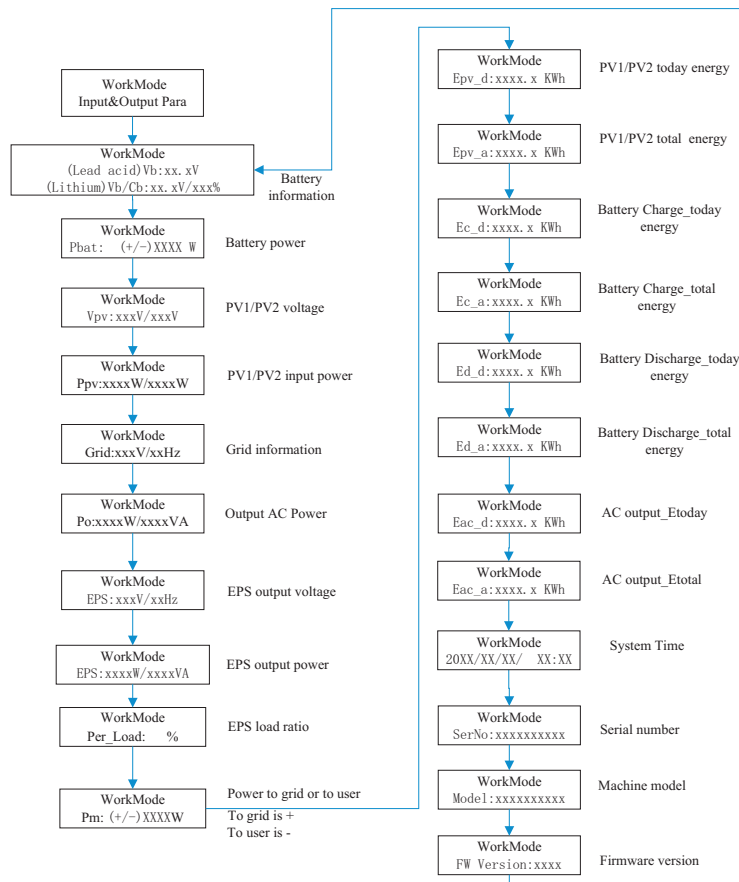 WorkMode
Input&Output Para
WorkMode
(Lead acid)Vb:xx.xV
(Lithium)Vb/Cb:xx.xV/xxx%
Battery
information
WorkMode
Pbat: (+/-)XXXX W
Battery power
WorkMode
Vpv:xxxV/xxxV
PV1/PV2 voltage
WorkMode
Ppv:xxxxW/xxxxW
PV1/PV2 input power
WorkMode
Grid:xxxV/xxHz
Grid information
WorkMode
Po:xxxxW/xxxxVA
Output AC Power
WorkMode
EPS:xxxV/xxHz
EPS output voltage
WorkMode
EPS:xxxxW/xxxxVA
EPS output power
WorkMode
Per_Load: %
EPS load ratio
WorkMode
Pm: (+/-)XXXXW
Power to grid or to user
To grid is +
To user is -
WorkMode
Epv_d:xxxx.x KWh
PV1/PV2 today energy
WorkMode
Epv_a:xxxx.x KWh
PV1/PV2 total energy
WorkMode
Ec_d:xxxx.x KWh
Battery Charge_today
energy
WorkMode
Ec_a:xxxx.x KWh
Battery Charge_total
energy
WorkMode
Ed_d:xxxx.x KWh
Battery Discharge_today
energy
WorkMode
Ed_a:xxxx.x KWh
Battery Discharge_total
energy
WorkMode
Eac_d:xxxx.x KWh
AC output_Etoday
WorkMode
Eac_a:xxxx.x KWh
AC output_Etotal
WorkMode
20XX/XX/XX/ XX:XX
System Time
WorkMode
SerNo:xxxxxxxxxx
Serial number
WorkMode
Model:xxxxxxxxxx
Machine model
WorkMode
FW Version:xxxx
Firmware version